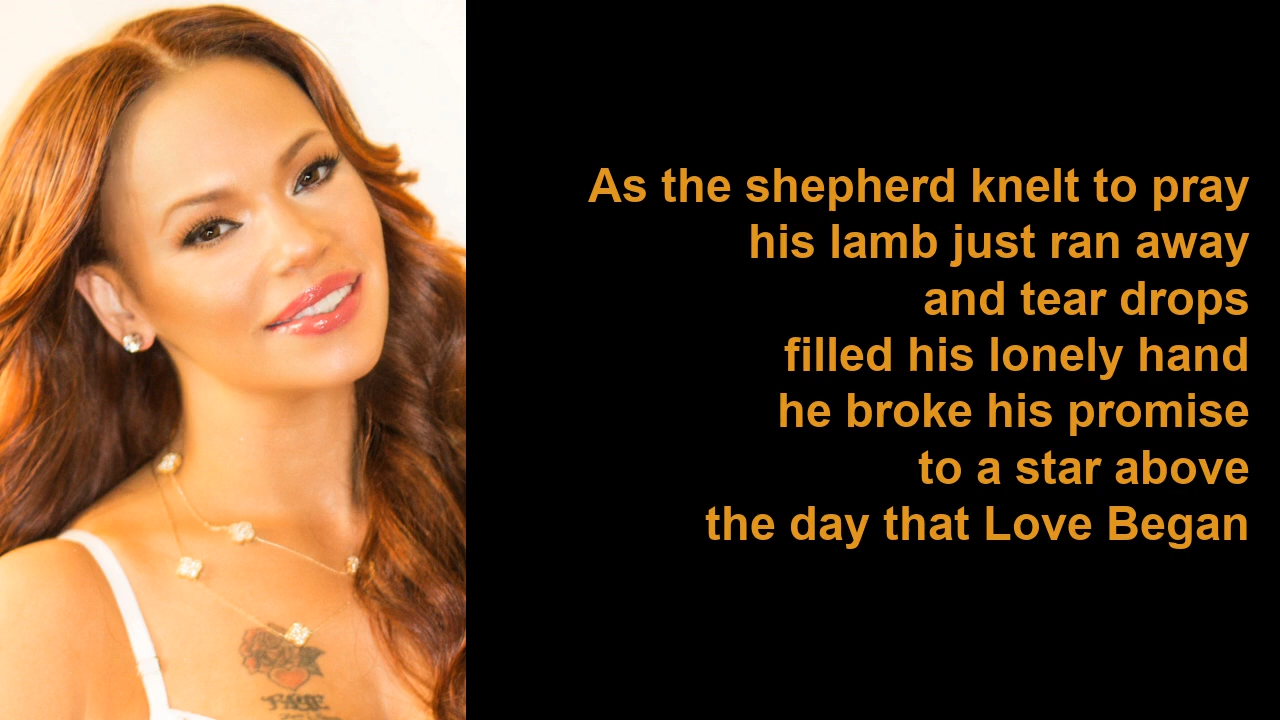 As the shepherd knelt to pray
his lamb just ran away
and tear drops
filled his lonely hand
he broke his promise
to a star above
the day that Love Began